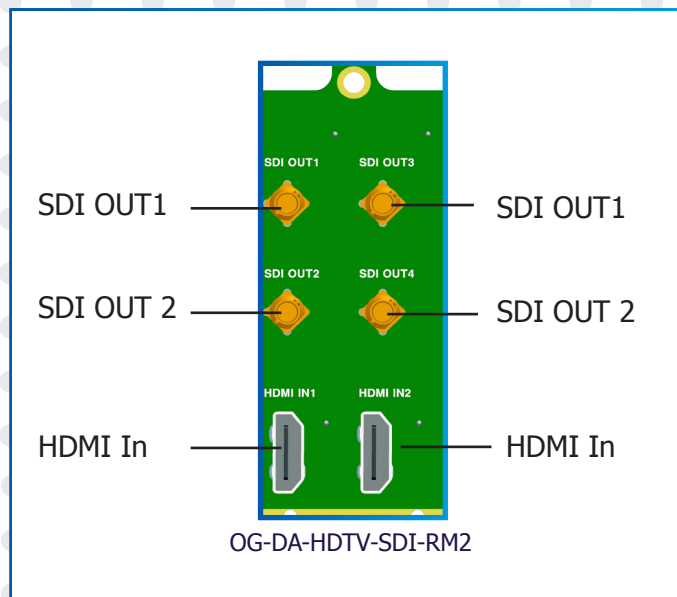 SDI OUT1 SDI OUT3
SDI OUT1 SDI OUT1
SDI OUT2 SDI OUT4
SDI OUT 2 SDI OUT 2
HDMI IN1 HDMI IN2
HDMI In HDMI In
OG-DA-HDTV-SDI-RM2